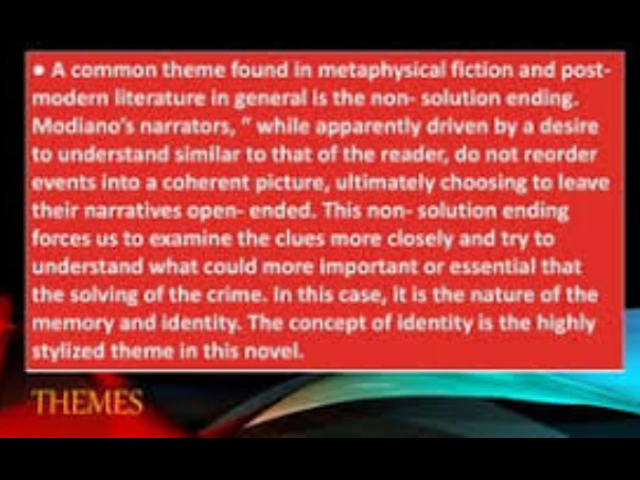 ● A common theme found in metaphysical fiction and post-
modern literature in general is the non- solution ending.
Modiano's narrators, " while apparently driven by a desire
to understand similar to that of the reader, do not reorder
events into a coherent picture, ultimately choosing to leave
their narratives open- ended. This non- solution ending
forces us to examine the clues more closely and try to
understand what could more important or essential that
the solving of the crime. In this case, it is the nature of the
memory and identity. The concept of identity is the highly
stylized theme in this novel.
THEMES